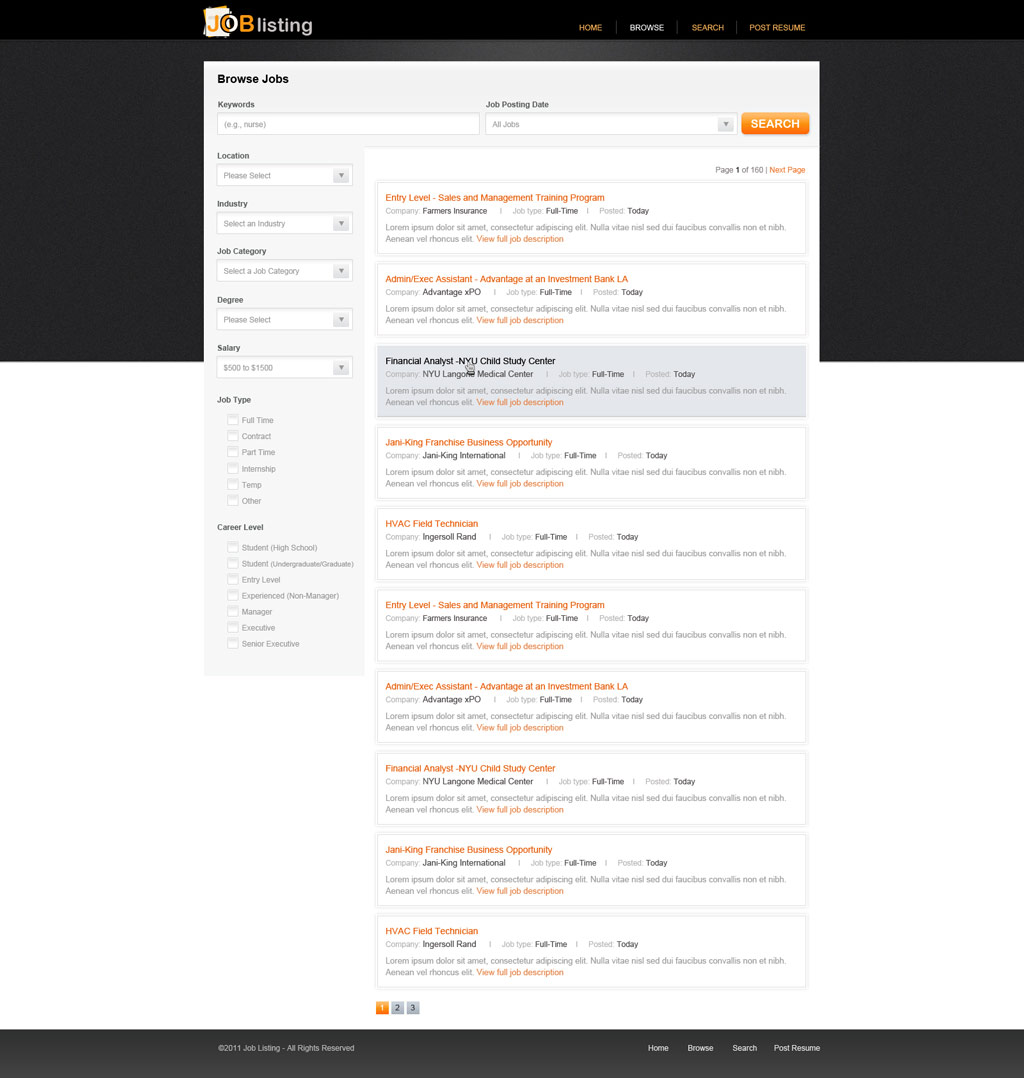 JOB listing
HOME BROWSE SEARCH POST RESUME
Browse Jobs
Keywords Job Posting Date
(e.g., nurse) All Jobs SEARCH
Location
Please Select
Industry
Select an Industry
Job Category
Select a Job Category
Degree
Please Select
Salary
$500 to $1500
Job Type
Full Time
Contract
Part Time
Internship
Temp
Other
Career Level
Student (High School)
Student (Undergraduate/Graduate)
Entry Level
Experienced (Non-Manager)
Manager
Executive
Senior Executive
Page 1 of 160 | Next Page
Entry Level - Sales and Management Training Program
Company: Farmers Insurance | Job type: Full-Time | Posted: Today
Lorem ipsum dolor sit amet, consectetur adipiscing elit. Nulla vitae nisl sed dui faucibus convallis non et nibh.
Aenean vel rhoncus elit. View full job description
Admin/Exec Assistant - Advantage at an Investment Bank LA
Company: Advantage xPO | Job type: Full-Time | Posted: Today
Lorem ipsum dolor sit amet, consectetur adipiscing elit. Nulla vitae nisl sed dui faucibus convallis non et nibh.
Aenean vel rhoncus elit. View full job description
Financial Analyst -NYU Child Study Center
Company: NYU Langone Medical Center | Job type: Full-Time | Posted: Today
Lorem ipsum dolor sit amet, consectetur adipiscing elit. Nulla vitae nisl sed dui faucibus convallis non et nibh.
Aenean vel rhoncus elit. View full job description
Jani-King Franchise Business Opportunity
Company: Jani-King International | Job type: Full-Time | Posted: Today
Lorem ipsum dolor sit amet, consectetur adipiscing elit. Nulla vitae nisl sed dui faucibus convallis non et nibh.
Aenean vel rhoncus elit. View full job description
HVAC Field Technician
Company: Ingersoll Rand | Job type: Full-Time | Posted: Today
Lorem ipsum dolor sit amet, consectetur adipiscing elit. Nulla vitae nisl sed dui faucibus convallis non et nibh.
Aenean vel rhoncus elit. View full job description
Entry Level - Sales and Management Training Program
Company: Farmers Insurance | Job type: Full-Time | Posted: Today
Lorem ipsum dolor sit amet, consectetur adipiscing elit. Nulla vitae nisl sed dui faucibus convallis non et nibh.
Aenean vel rhoncus elit. View full job description
Admin/Exec Assistant - Advantage at an Investment Bank LA
Company: Advantage xPO | Job type: Full-Time | Posted: Today
Lorem ipsum dolor sit amet, consectetur adipiscing elit. Nulla vitae nisl sed dui faucibus convallis non et nibh.
Aenean vel rhoncus elit. View full job description
Financial Analyst -NYU Child Study Center
Company: NYU Langone Medical Center | Job type: Full-Time | Posted: Today
Lorem ipsum dolor sit amet, consectetur adipiscing elit. Nulla vitae nisl sed dui faucibus convallis non et nibh.
Aenean vel rhoncus elit. View full job description
Jani-King Franchise Business Opportunity
Company: Jani-King International | Job type: Full-Time | Posted: Today
Lorem ipsum dolor sit amet, consectetur adipiscing elit. Nulla vitae nisl sed dui faucibus convallis non et nibh.
Aenean vel rhoncus elit. View full job description
HVAC Field Technician
Company: Ingersoll Rand | Job type: Full-Time | Posted: Today
Lorem ipsum dolor sit amet, consectetur adipiscing elit. Nulla vitae nisl sed dui faucibus convallis non et nibh.
Aenean vel rhoncus elit. View full job description
1 2 3
©2011 Job Listing - All Rights Reserved Home Browse Search Post Resume